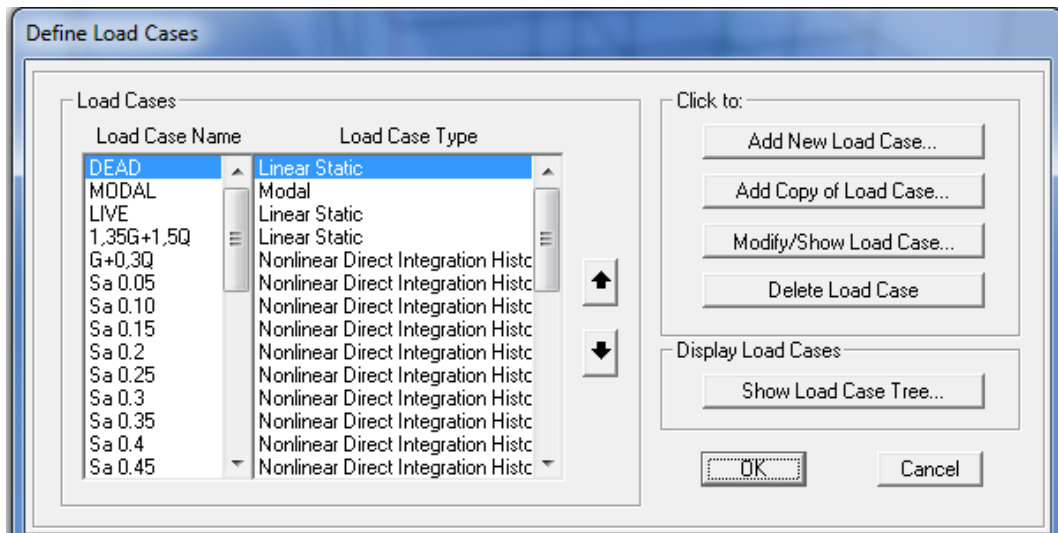 Define Load Cases
Load Cases
Load Case Name Load Case Type
DEAD Linear Static
MODAL Modal
LIVE Linear Static
1,35G+1,5Q Linear Static
G+0,3Q Nonlinear Direct Integration Histc
Sa 0.05 Nonlinear Direct Integration Histc
Sa 0.10 Nonlinear Direct Integration Histc
Sa 0.15 Nonlinear Direct Integration Histc
Sa 0.2 Nonlinear Direct Integration Histc
Sa 0.25 Nonlinear Direct Integration Histc
Sa 0.3 Nonlinear Direct Integration Histc
Sa 0.35 Nonlinear Direct Integration Histc
Sa 0.4 Nonlinear Direct Integration Histc
Sa 0.45 Nonlinear Direct Integration Histc
Click to:
Add New Load Case...
Add Copy of Load Case...
Modify/Show Load Case...
Delete Load Case
Display Load Cases
Show Load Case Tree...
OK Cancel